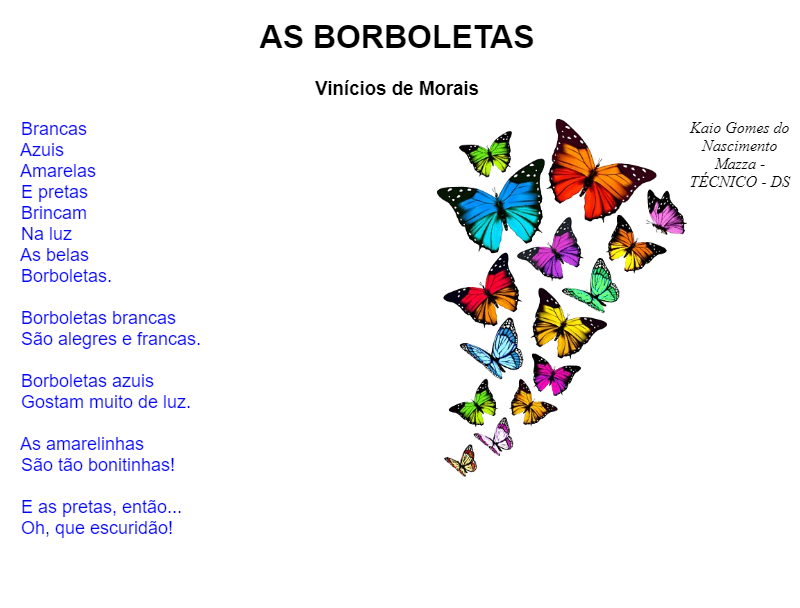 AS BORBOLETAS
Vinícios de Morais
Brancas
Azuis
Amarelas
E pretas
Brincam
Na luz
As belas
Borboletas.
Borboletas brancas
São alegres e francas.
Borboletas azuis
Gostam muito de luz.
As amarelinhas
São tão bonitinhas!
E as pretas, então...
Oh, que escuridão!
Kaio Gomes do
Nascimento
Mazza -
TÉCNICO - DS